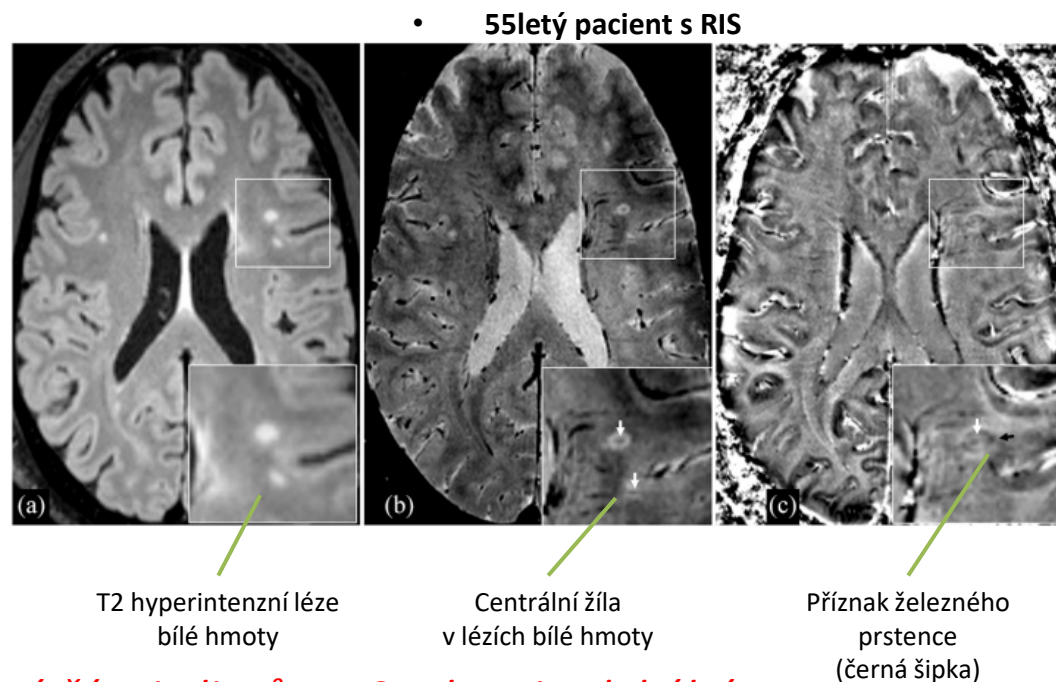 • 55letý pacient s RIS
(a)
(b)
(c)
T2 hyperintenzní léze
bílé hmoty
Centrální žíla
v lézích bílé hmoty
Příznak železného
prstence
(černá šipka)